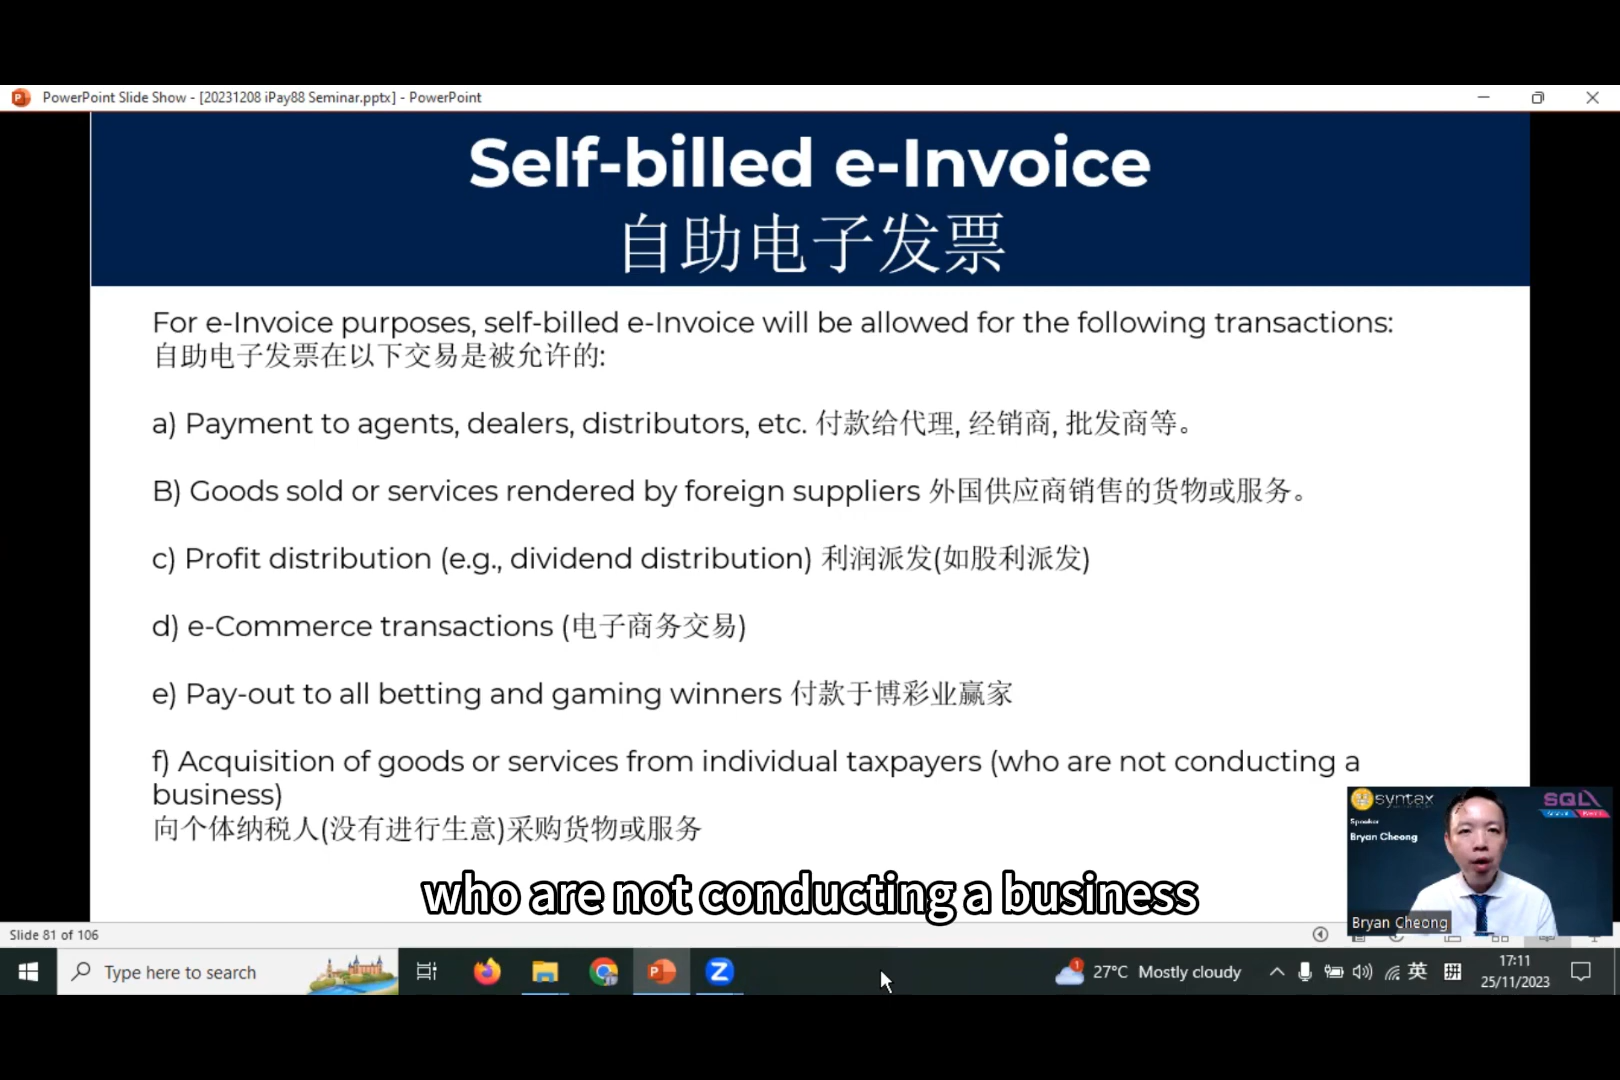 PowerPoint Slide Show - [20231208 iPay88 Seminar.pptx] - PowerPoint
Self-billed e-Invoice
自助电子发票
For e-Invoice purposes, self-billed e-Invoice will be allowed for the following transactions:
自助电子发票在以下交易是被允许的:
a) Payment to agents, dealers, distributors, etc. 付款给代理, 经销商, 批发商等。
B) Goods sold or services rendered by foreign suppliers 外国供应商销售的货物或服务。
c) Profit distribution (e.g., dividend distribution) 利润派发(如股利派发)
d) e-Commerce transactions (电子商务交易)
e) Pay-out to all betting and gaming winners 付款于博彩业赢家
f) Acquisition of goods or services from individual taxpayers (who are not conducting a
business)
向个体纳税人(没有进行生意)采购货物或服务
syntax
SQL
Speaker
Bryan Cheong
Bryan Cheong
who are not conducting a business
Slide 81 of 106
Type here to search
27°C Mostly cloudy
英
拼
17:11
25/11/2023